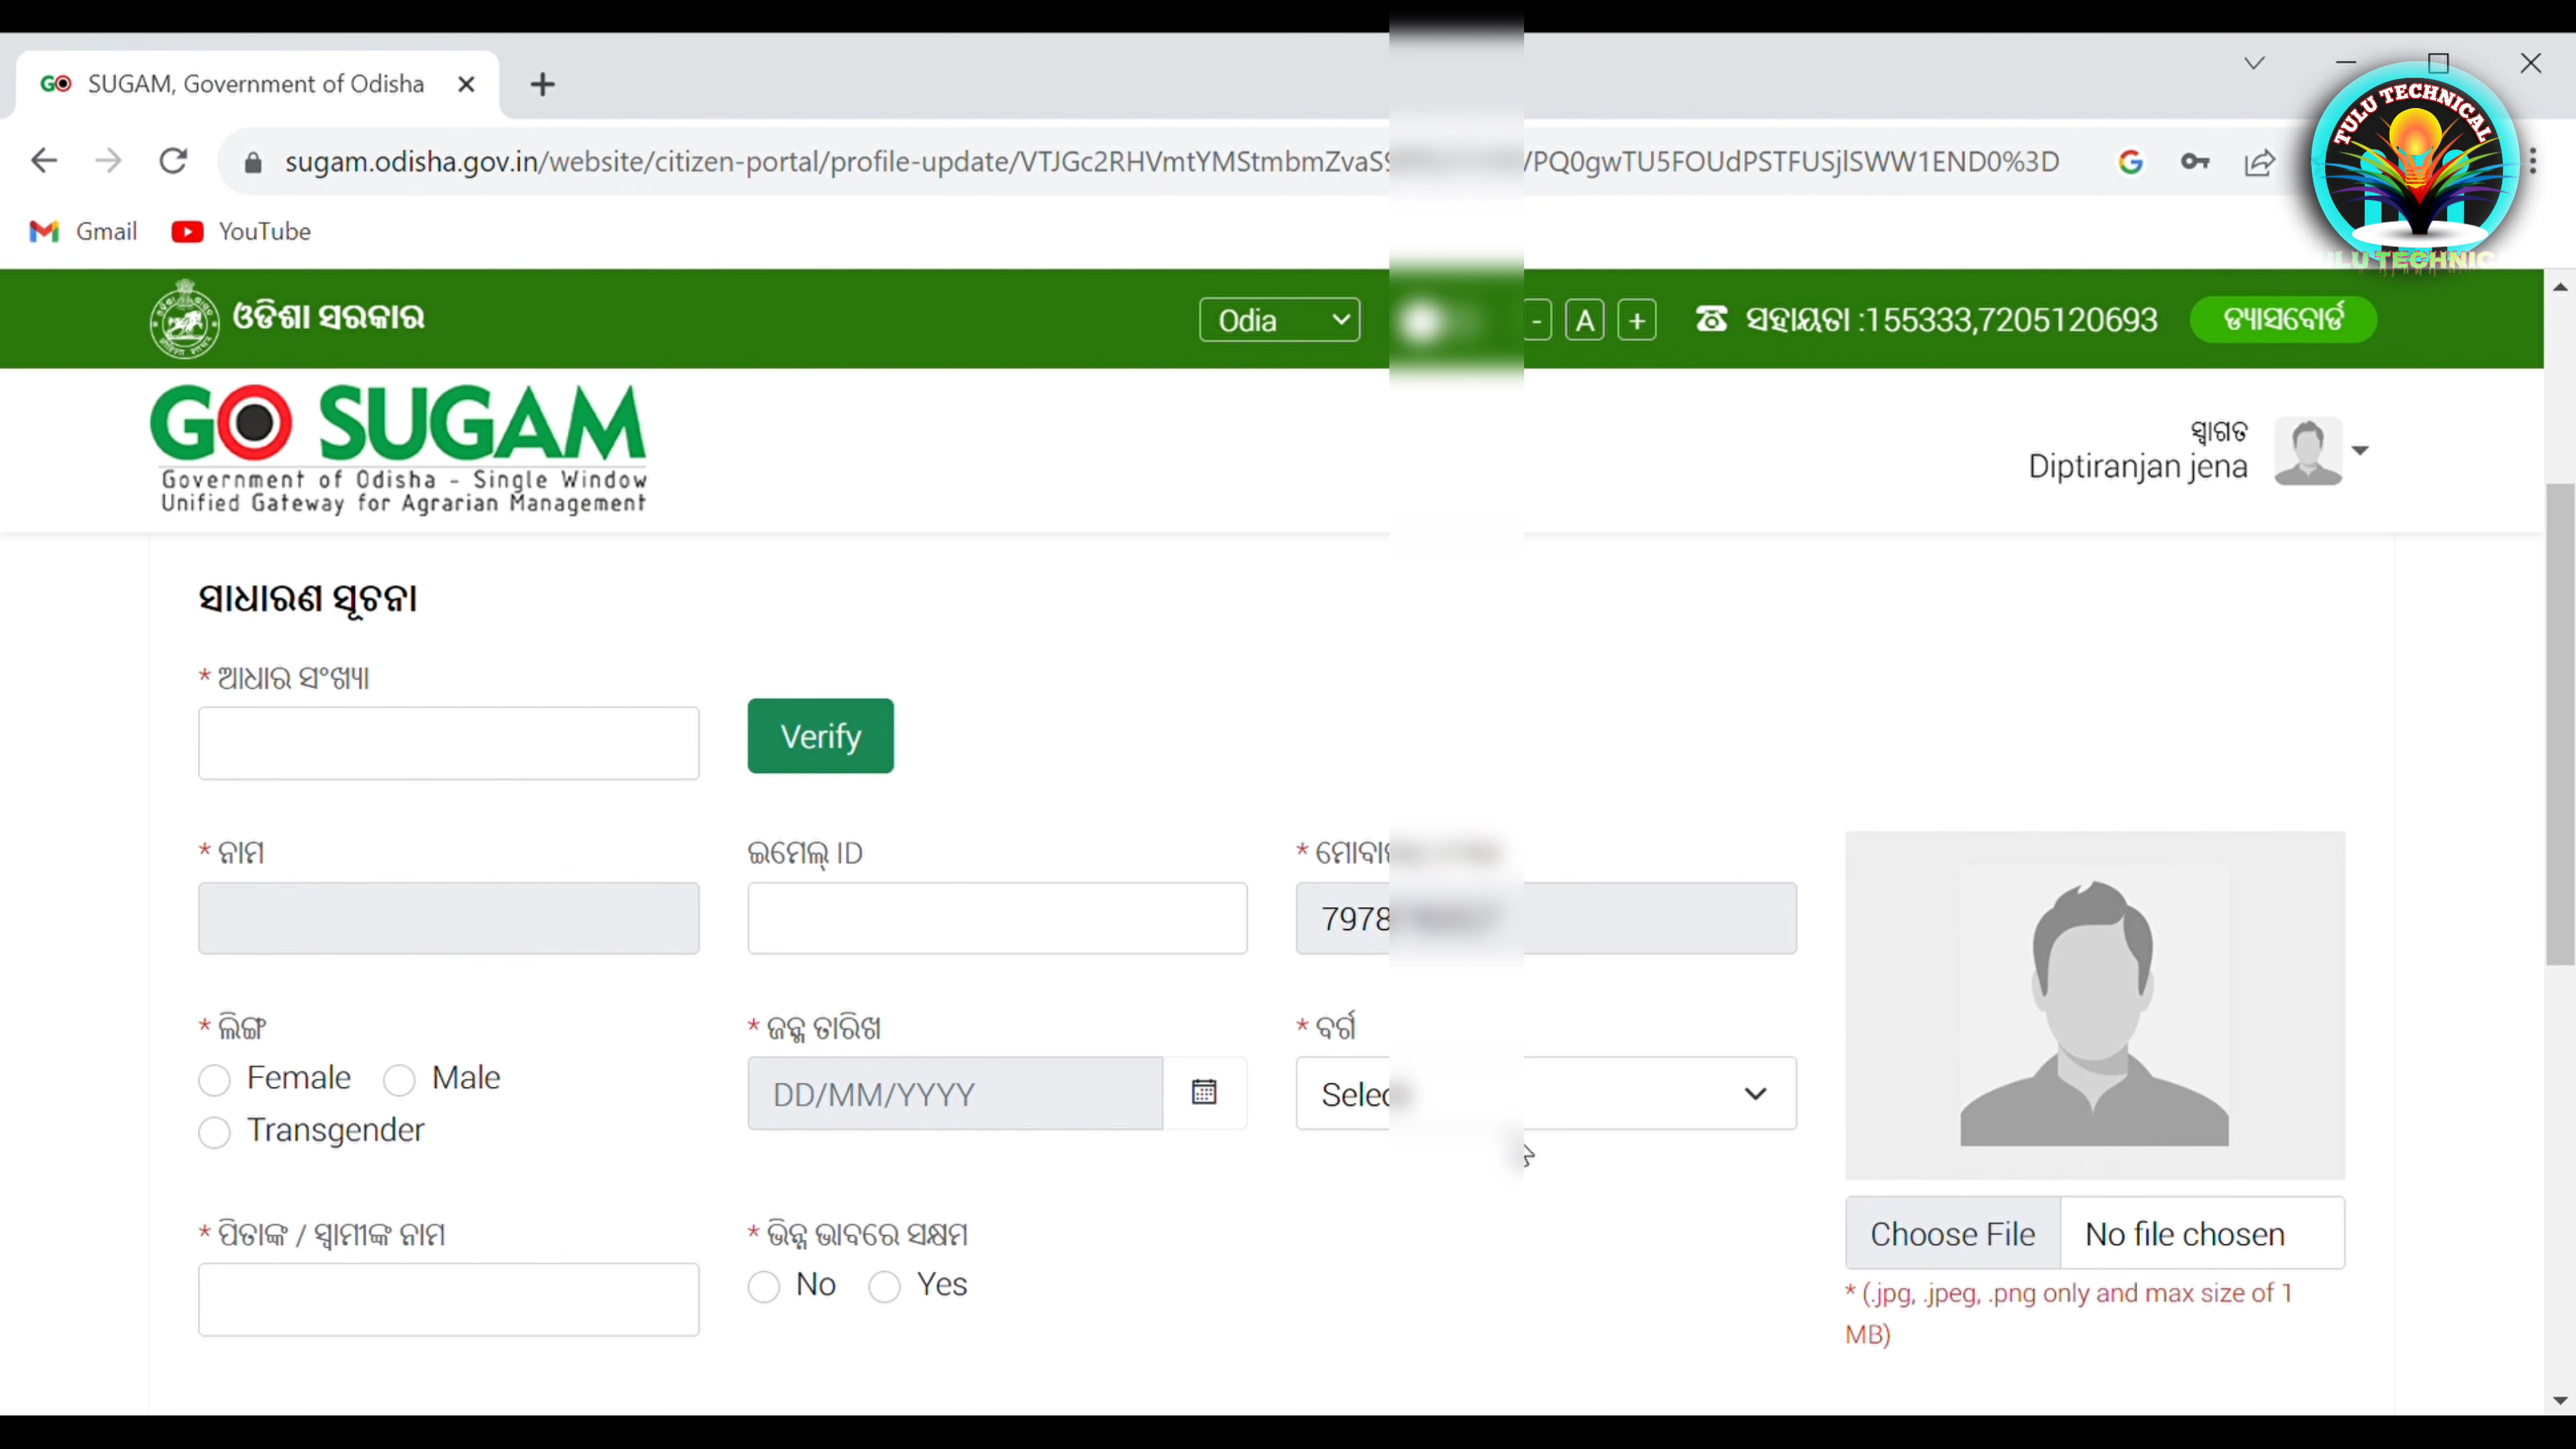 GO SUGAM, Government of Odisha
sugam.odisha.gov.in/website/citizen-portal/profile-update/VTJGc2RHVmtYMStmbmZvaS /PQ0gwTU5FOUdPSTFUSjlSWW1END0%3D
TULU TECHNICAL
Gmail YouTube
ULU TECHNIC
ଓଡିଶା ସରକାର Odia - A + ସହାୟତା :155333,7205120693 ଡ୍ୟାସବୋର୍ଡ
GO SUGAM
Government of Odisha - Single Window
Unified Gateway for Agrarian Management
ସ୍ୱାଗତ
Diptiranjan jena
ସାଧାରଣ ସୂଚନା
* ଆଧାର ସଂଖ୍ୟା
Verify
* ନାମ ଇମେଲ୍ ID *
7978
* ଲିଙ୍ଗ * ଜନ୍ମ ତାରିଖ * ବର୍ଗ
Female Male DD/MM/YYYY
Transgender
* ପିତାଙ୍କ / ସ୍ୱାମୀଙ୍କ ନାମ * ଭିନ୍ନ ଭାବରେ ସକ୍ଷମ Choose File No file chosen
No Yes
* (.jpg, .jpeg, .png only and max size of 1
MB)